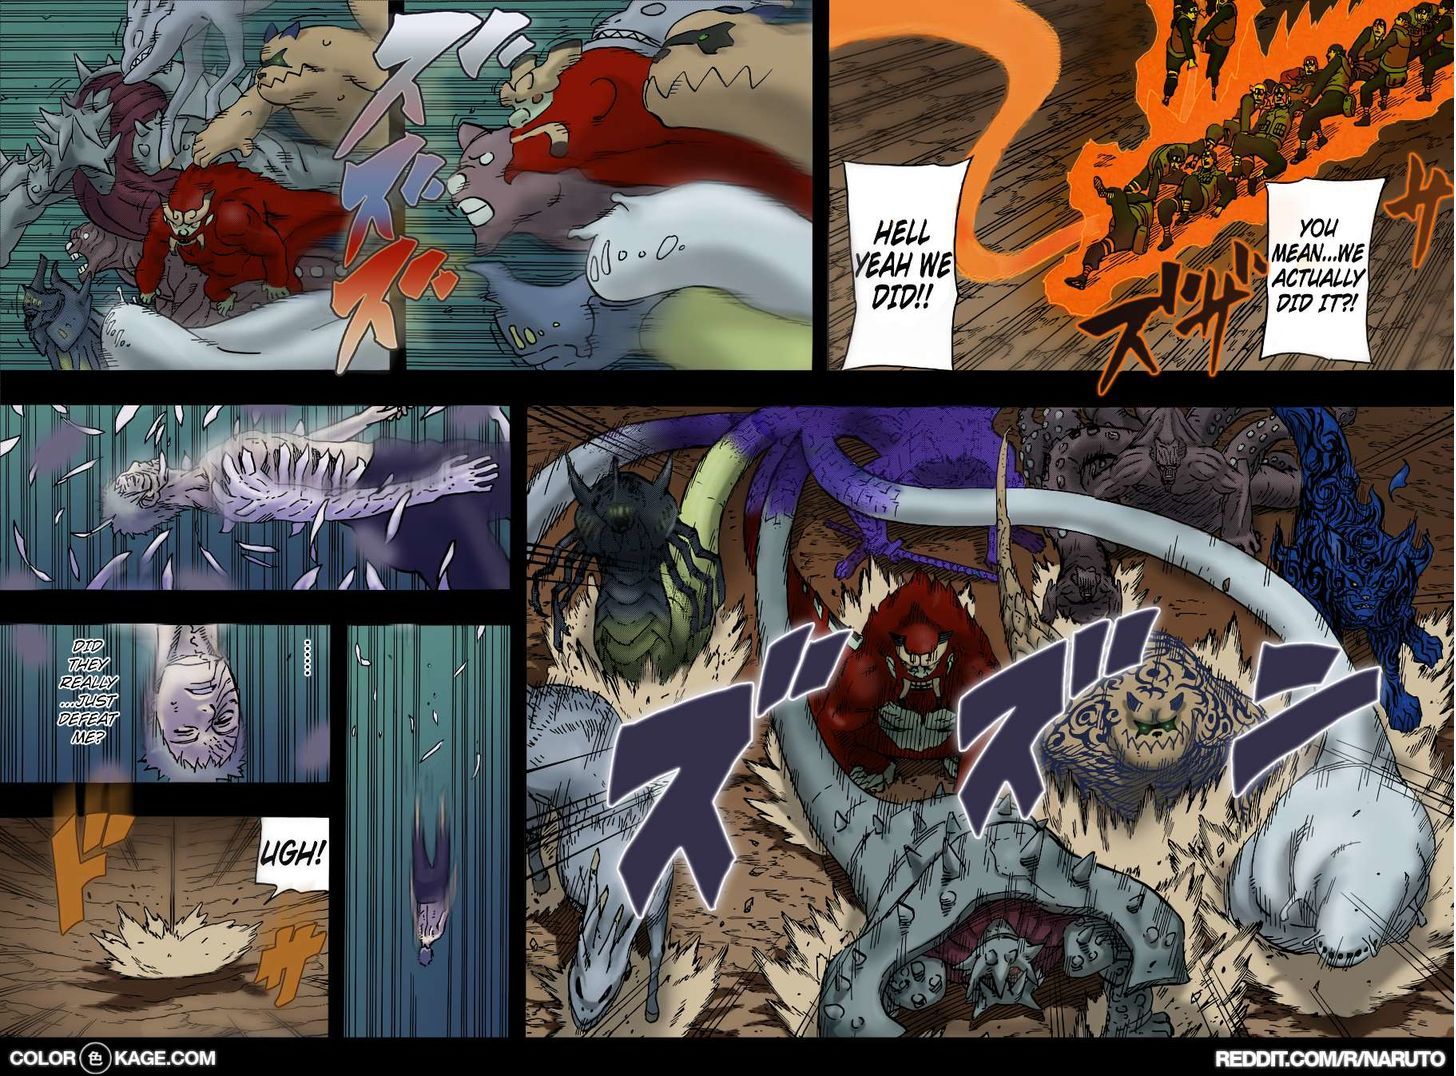 YOU
MEAN...WE
ACTUALLY
DID IT?!
ザ
ズザ
HELL
YEAH WE
DID!!
ズズズ
ズズン
......
DID
THEY
REALLY
...JUST
DEFEAT
ME?
UGH!
ドサ
COLOR 色 KAGE.COM
REDDIT.COM/R/NARUTO